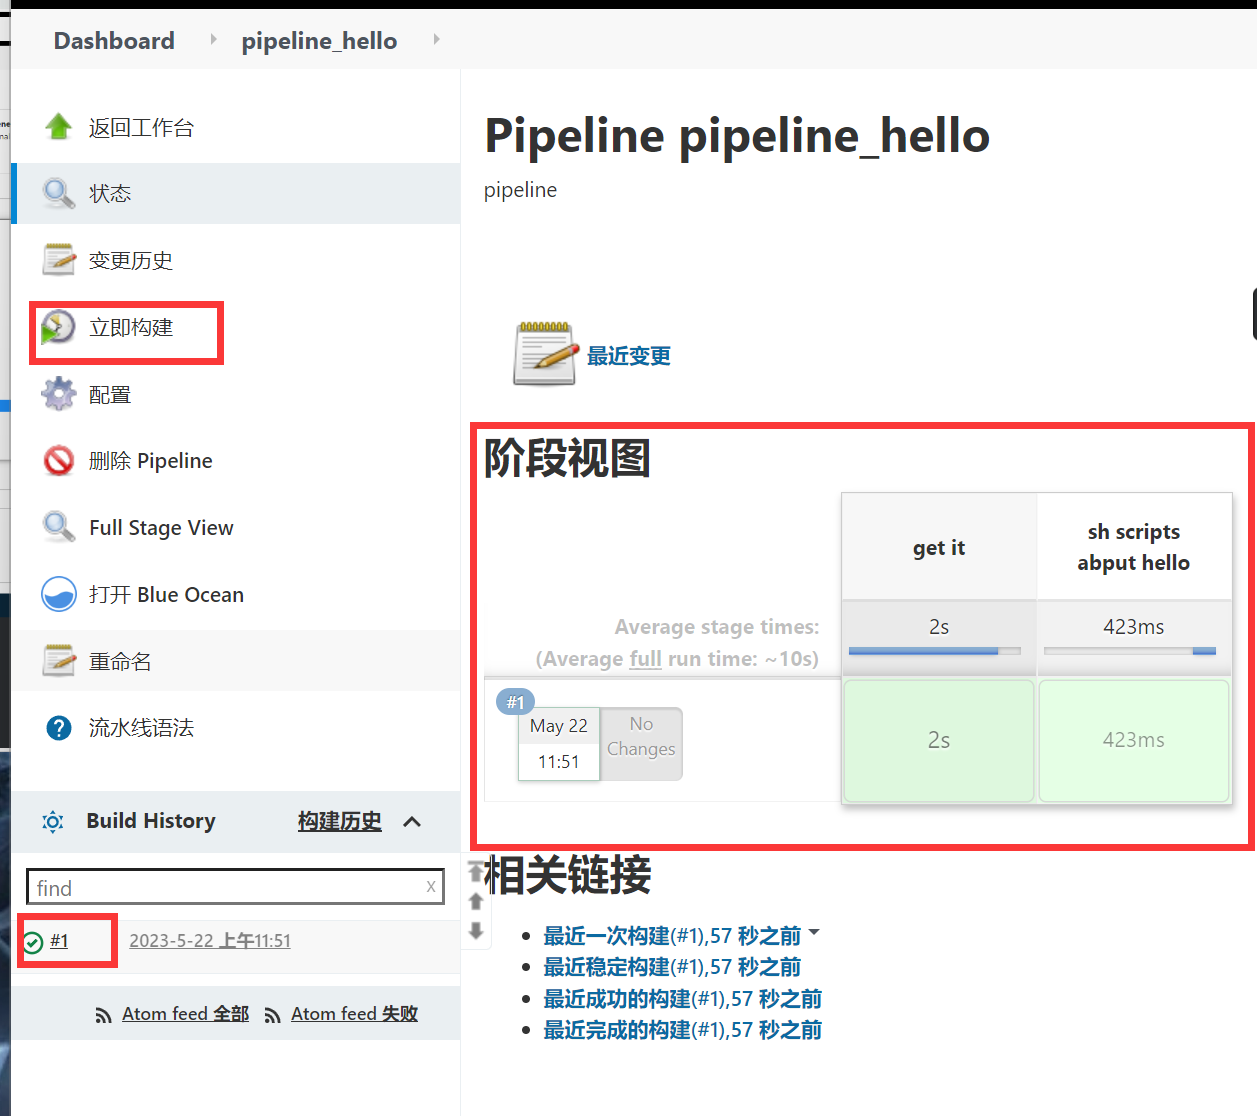 Dashboard
pipeline_hello
返回工作台
状态
变更历史
立即构建
配置
删除 Pipeline
Full Stage View
打开 Blue Ocean
重命名
流水线语法
Build History 构建历史
find x
#1 2023-5-22 上午11:51
Atom feed 全部 Atom feed 失败
Pipeline pipeline_hello
pipeline
最近变更
阶段视图
get it
sh scripts
abput hello
Average stage times:
(Average full run time: ~10s)
2s
423ms
#1
May 22
11:51
No
Changes
2s
423ms
相关链接
最近一次构建(#1),57 秒之前
最近稳定构建(#1),57 秒之前
最近成功的构建(#1),57 秒之前
最近完成的构建(#1),57 秒之前